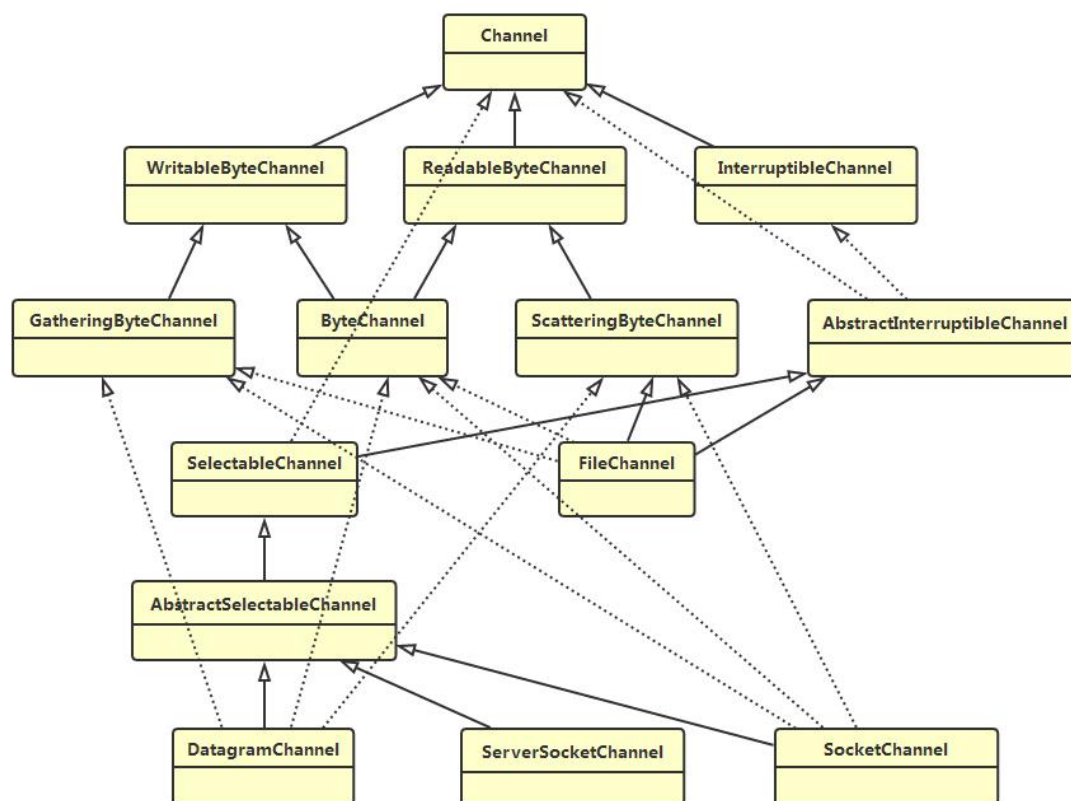 Channel
WritableByteChannel
ReadableByteChannel
InterruptibleChannel
GatheringByteChannel
ByteChannel
ScatteringByteChannel
AbstractInterruptibleChannel
SelectableChannel
FileChannel
AbstractSelectableChannel
DatagramChannel
ServerSocketChannel
SocketChannel